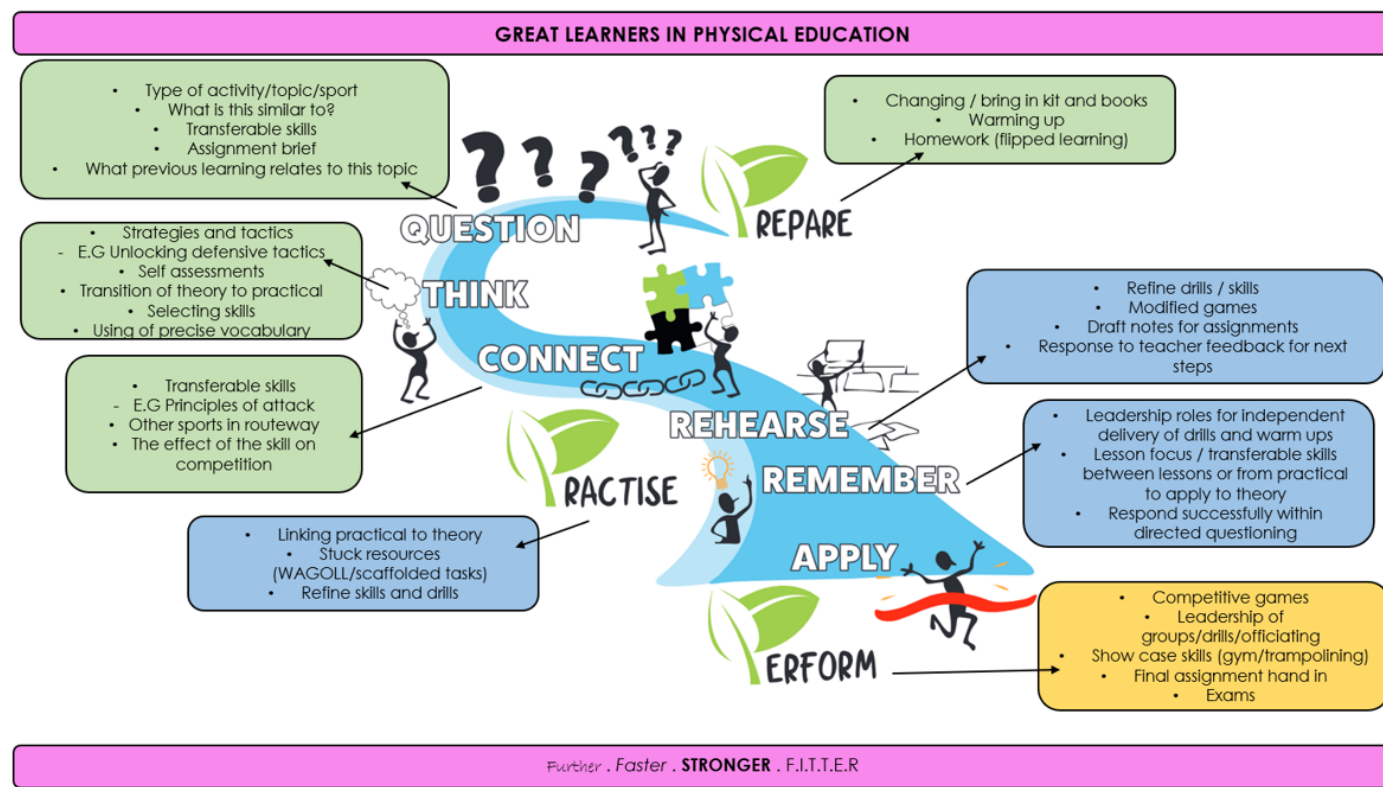 GREAT LEARNERS IN PHYSICAL EDUCATION
• Type of activity/topic/sport
• What is this similar to?
• Transferable skills
• Assignment brief
• What previous learning relates to this topic
• Changing / bring in kit and books
• Warming up
• Homework (flipped learning)
? ? ? ? ? ?
QUESTION
REPARE
• Strategies and tactics
- E.G Unlocking defensive tactics
• Self assessments
• Transition of theory to practical
• Selecting skills
• Using of precise vocabulary
THINK
• Refine drills / skills
• Modified games
• Draft notes for assignments
• Response to teacher feedback for next
steps
CONNECT
• Transferable skills
- E.G Principles of attack
• Other sports in routeway
• The effect of the skill on
competition
REHEARSE
• Leadership roles for independent
delivery of drills and warm ups
• Lesson focus / transferable skills
between lessons or from practical
to apply to theory
• Respond successfully within
directed questioning
REMEMBER
RACTISE
• Linking practical to theory
• Stuck resources
(WAGOLL/scaffolded tasks)
• Refine skills and drills
APPLY
ERFORM
• Competitive games
• Leadership of
groups/drills/officiating
• Show case skills (gym/trampolining)
• Final assignment hand in
• Exams
Further . Faster . STRONGER . F.I.T.T.E.R